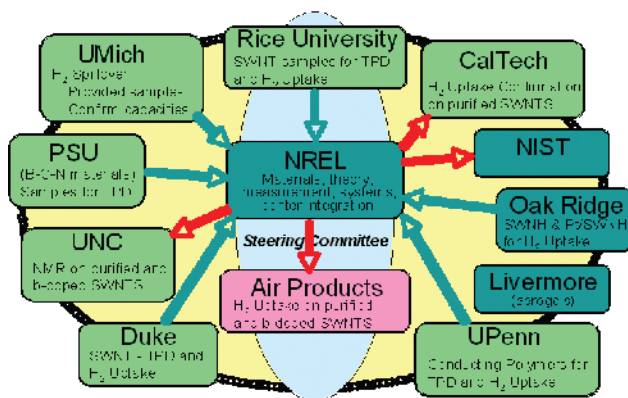 UMich
H2 Spillover
Provided sample-
Confirm capacities
Rice University
SWNT samples for TPD
and H2 Uptake
CalTech
H2 Uptake Confirmation
on purified SWNTS
PSU
(B-C-N materials)
Samples for TPD
NREL
Materials, theory,
measurement, systems,
center integration
NIST
Oak Ridge
SWNH &
for H2 Uptake
UNC
NMR on purified and
b-doped SWNTS
Steering Committee
Air Products
H2 Uptake on purified
and b-doped SWNTS
Livermore
(aerogels)
Duke
SWNT - TPD and
H2 Uptake
UPenn
Conducting Polymers for
TPD and H2 Uptake